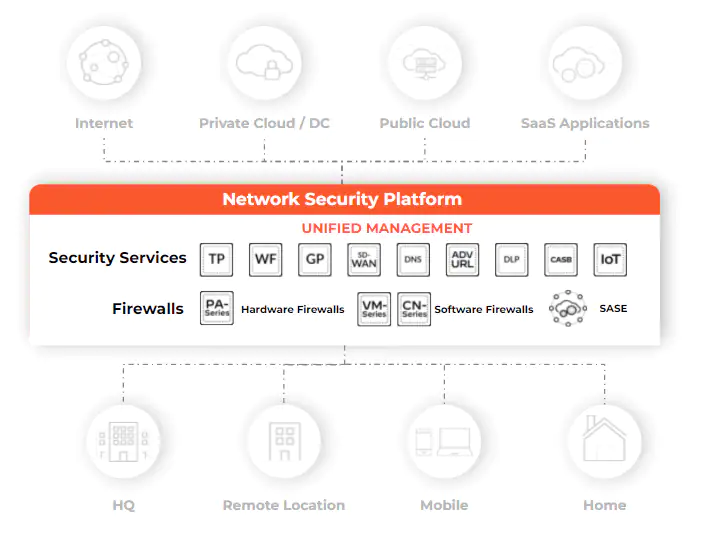 Internet
Private Cloud / DC
Public Cloud
SaaS Applications
Network Security Platform
UNIFIED MANAGEMENT
Security Services TP WF GP SD-WAN DNS ADV URL DLP CASB IoT
Firewalls PA-Series Hardware Firewalls VM-Series CN-Series Software Firewalls SASE
HQ
Remote Location
Mobile
Home